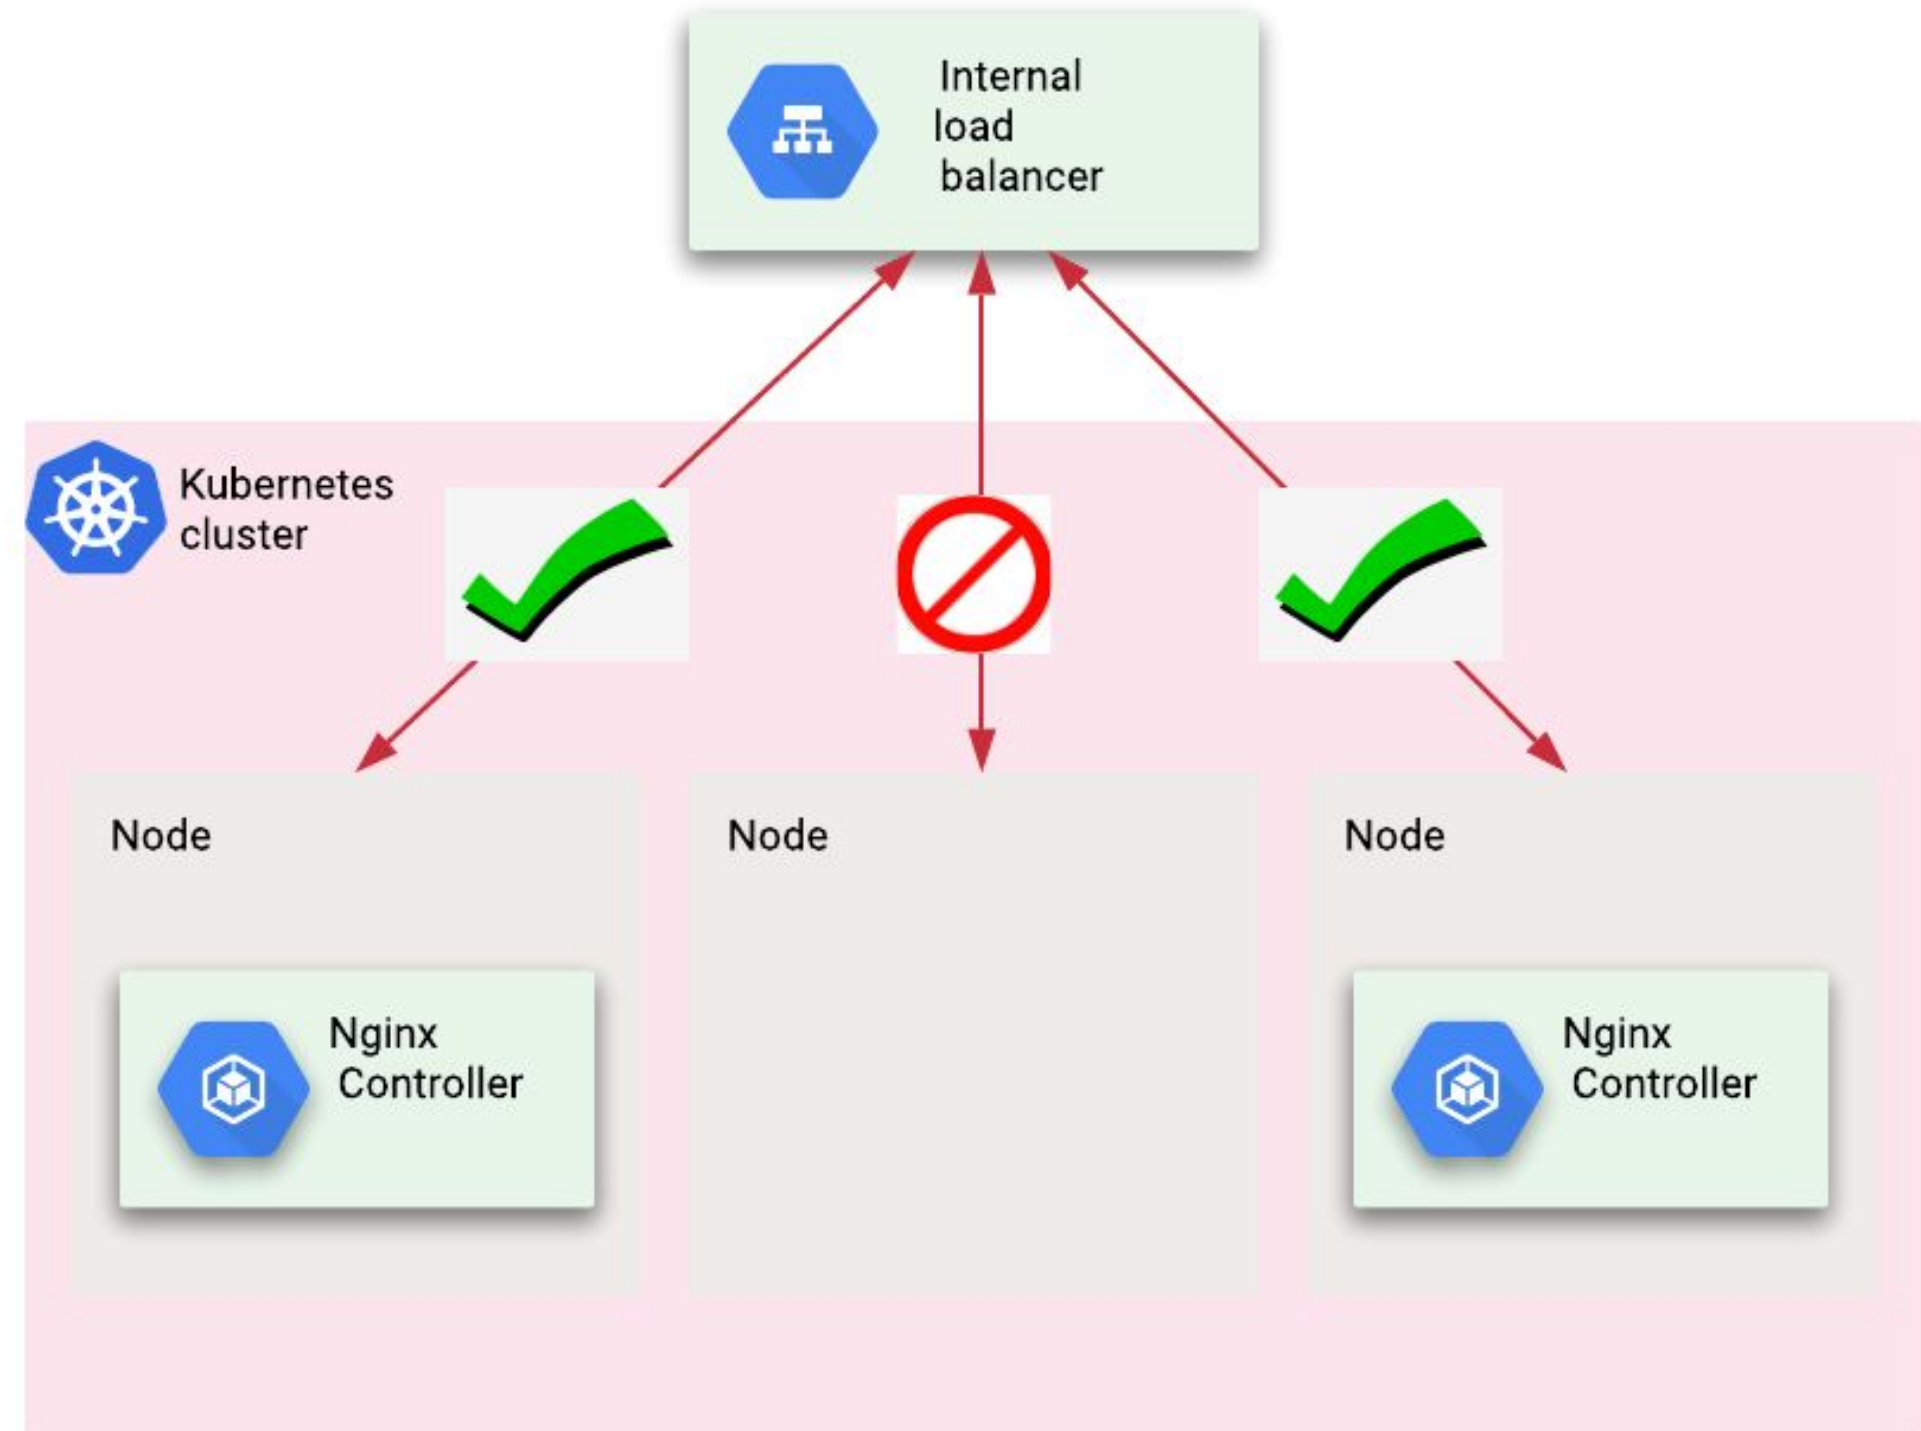 Internal
load
balancer
Kubernetes
cluster
Node
Node
Node
Nginx
Controller
Nginx
Controller